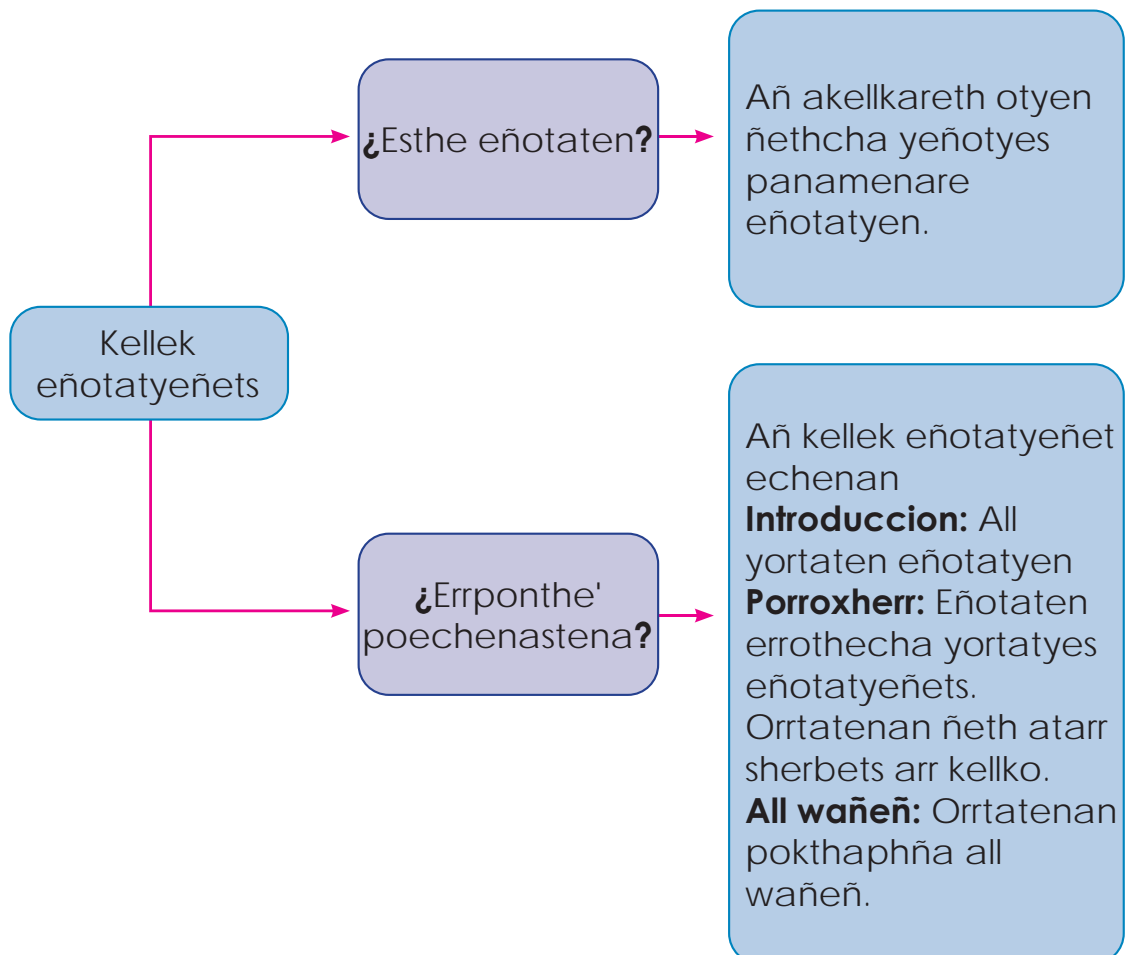 Kellek
eñotatyeñets
¿Esthe eñotaten?
Añ akellkareth otyen
ñethcha yeñotyes
panamenare
eñotatyen.
¿Errponthe'
poechenastena?
Añ kellek eñotatyeñet
echenan
Introduccion: All
yortaten eñotatyen
Porroxherr: Eñotaten
errothecha yortatyes
eñotatyeñets.
Orrtatenan ñeth atarr
sherbets arr kellko.
All wañeñ: Orrtatenan
pokthaphña all
wañeñ.